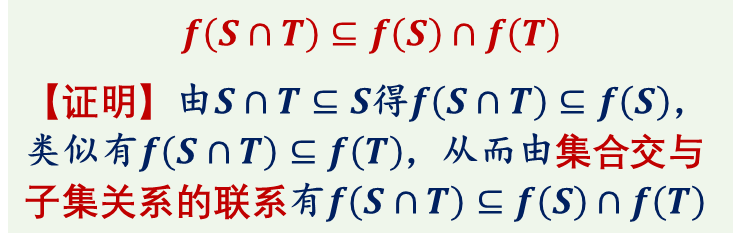 f(S ∩ T) ⊆ f(S) ∩ f(T)
【证明】由S ∩ T ⊆ S得f(S ∩ T) ⊆ f(S)，
类似有f(S ∩ T) ⊆ f(T)，从而由集合交与
子集关系的联系有f(S ∩ T) ⊆ f(S) ∩ f(T)